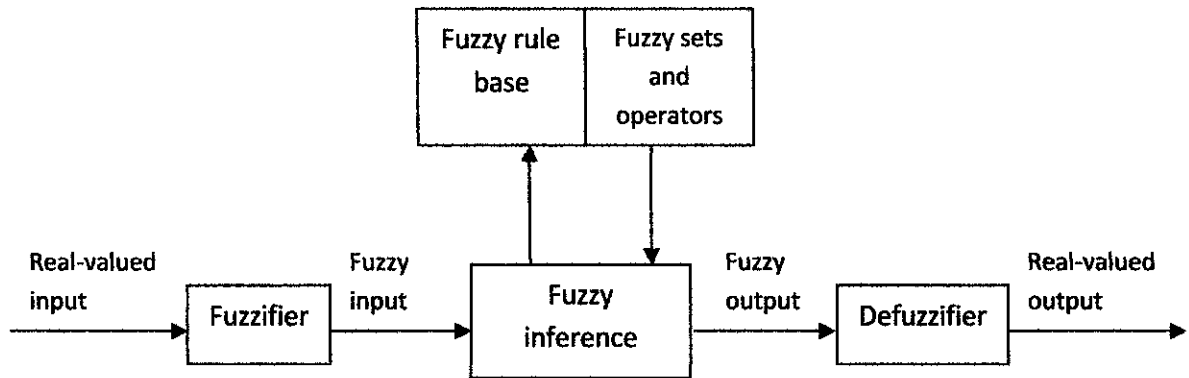 Fuzzy rule
base
Fuzzy sets
and
operators
Real-valued
input
Fuzzifier
Fuzzy
input
Fuzzy
inference
Fuzzy
output
Defuzzifier
Real-valued
output